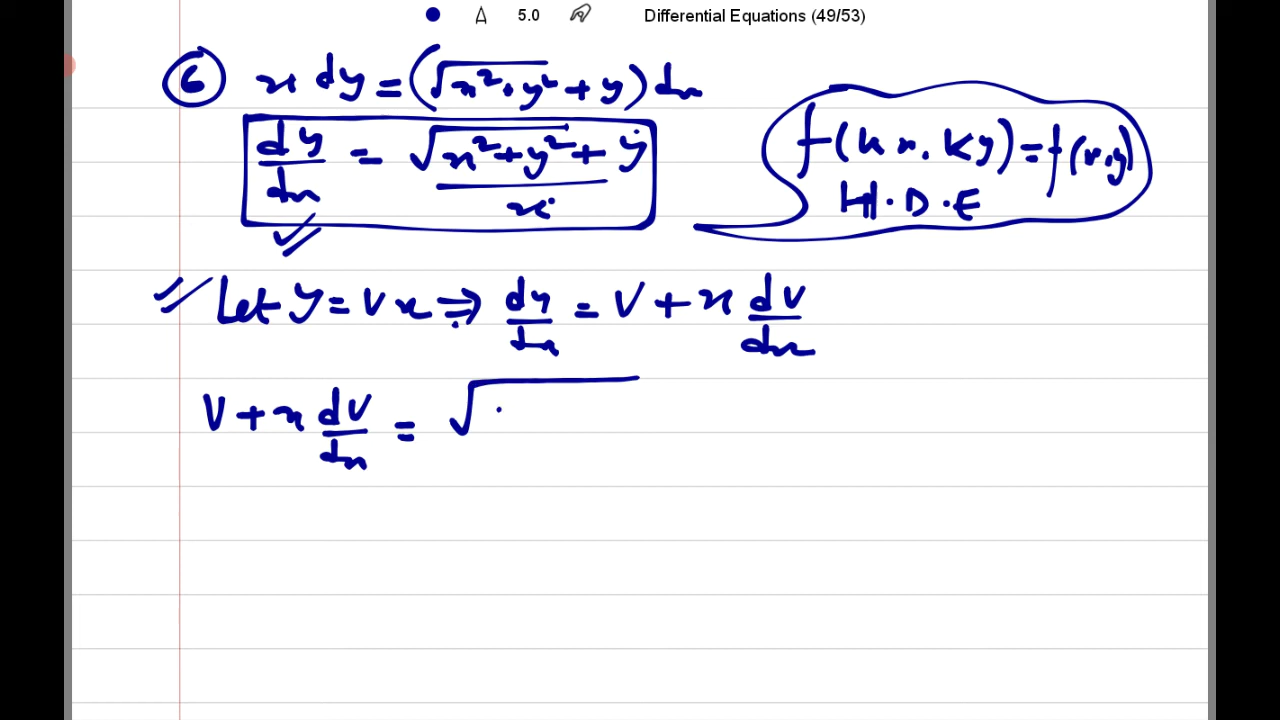 5.0 Differential Equations (49/53)
6 x dy = (√x²+y² + y) dx
dy/dx = √x²+y² + y / x
f(kx, ky) = f(x,y)
H.D.E
Let y = vx ⇒ dy/dx = v + x dv/dx
v + x dv/dx = √